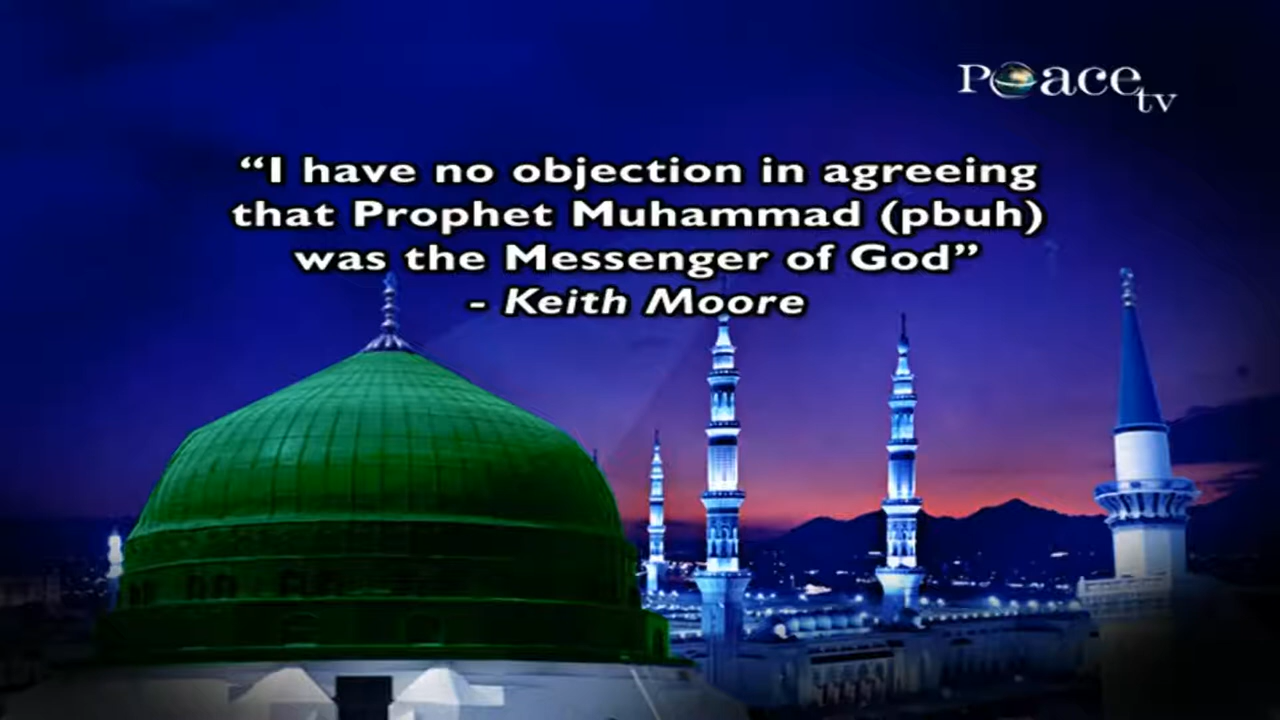 Peace tv
“I have no objection in agreeing
that Prophet Muhammad (pbuh)
was the Messenger of God”
- Keith Moore